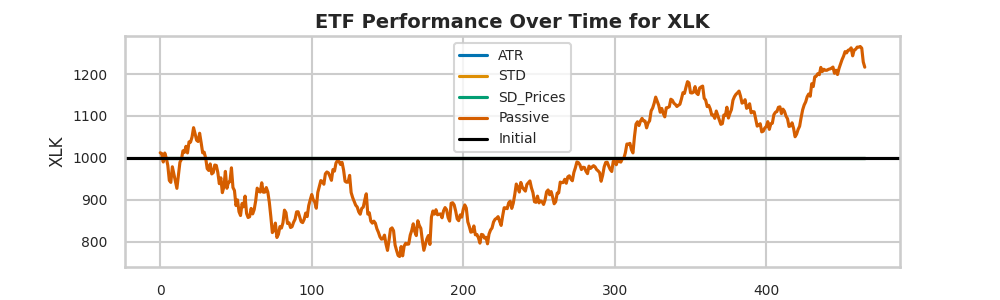 ETF Performance Over Time for XLK
XLK
1200
1100
1000
900
800
ATR
STD
SD_Prices
Passive
Initial
0
100
200
300
400